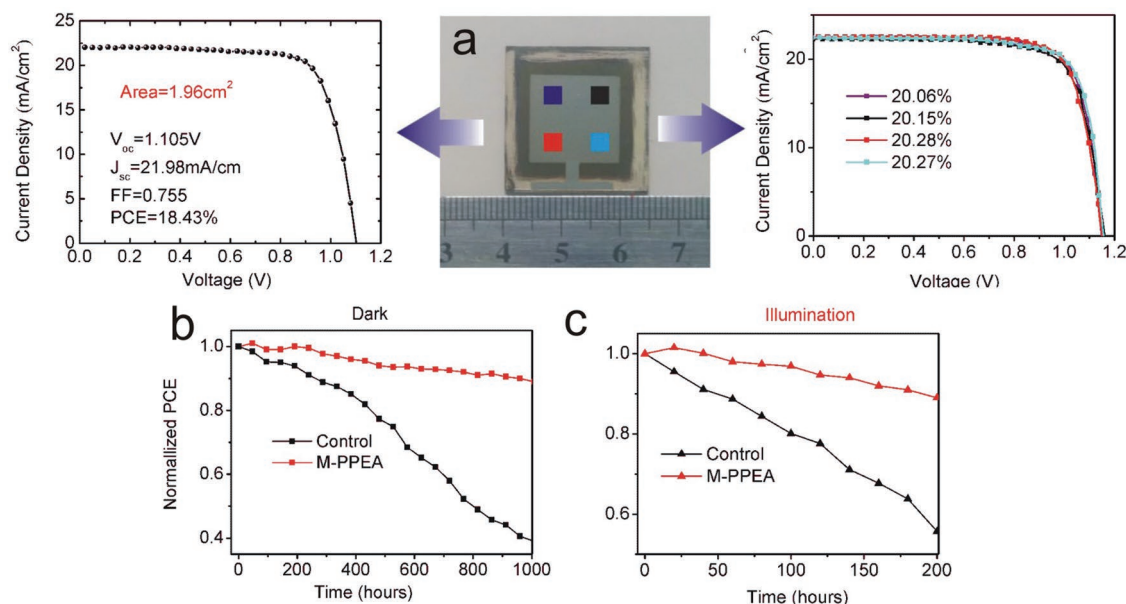 a
Current Density (mA/cm²)
25
20
15
10
5
0
Area=1.96cm²
Voc=1.105V
Jsc=21.98mA/cm
FF=0.755
PCE=18.43%
0.0 0.2 0.4 0.6 0.8 1.0 1.2
Voltage (V)
3 4 5 6 7
Current Density (mA/cm²)
20
10
0
20.06%
20.15%
20.28%
20.27%
0.0 0.2 0.4 0.6 0.8 1.0 1.2
Voltage (V)
b
Dark
Normallized PCE
1.0
0.8
0.6
0.4
Control
M-PPEA
0 200 400 600 800 1000
Time (hours)
c
Illumination
1.0
0.8
0.6
Control
M-PPEA
0 50 100 150 200
Time (hours)